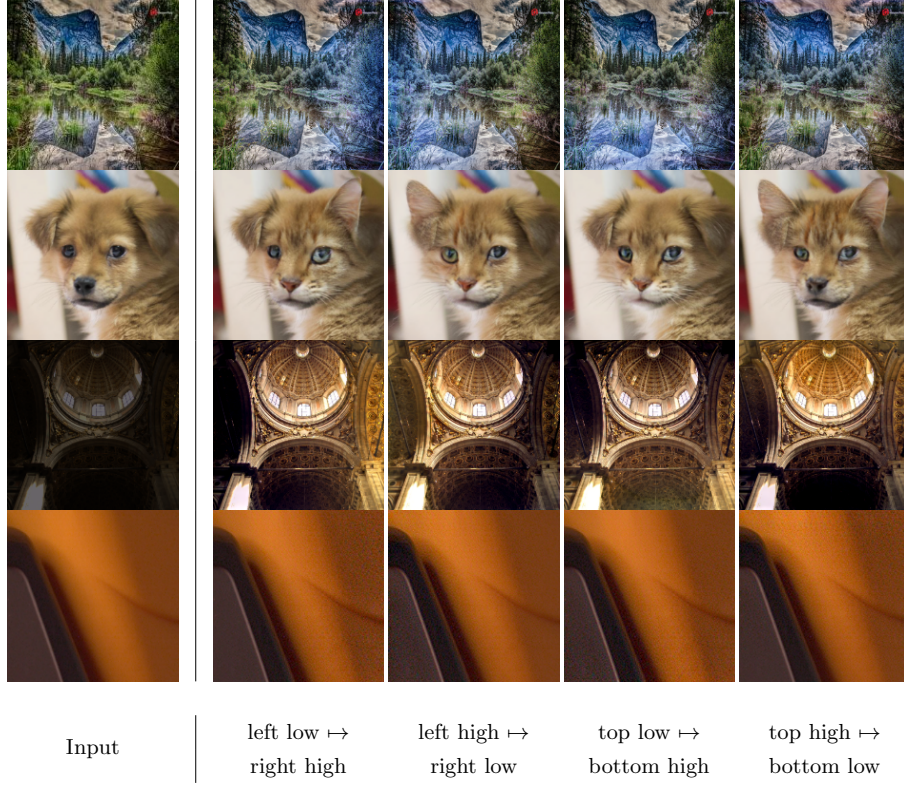 Input
left low ↦
right high
left high ↦
right low
top low ↦
bottom high
top high ↦
bottom low